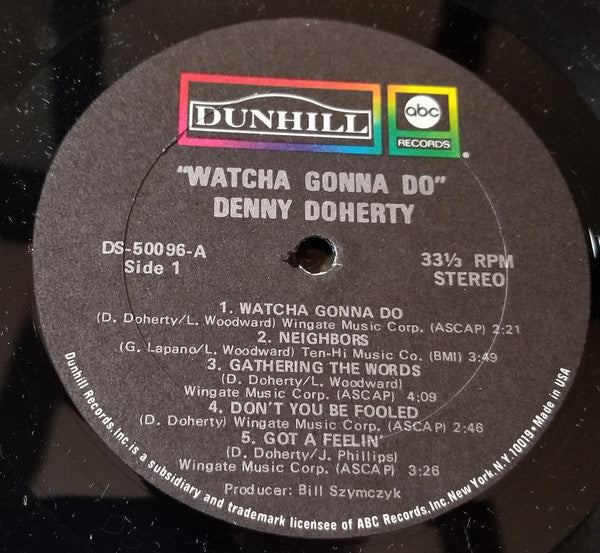 DUNHILL
abc
RECORDS
®
"WATCHA GONNA DO"
DENNY DOHERTY
DS-50096-A
Side 1
33⅓ RPM
STEREO
1. WATCHA GONNA DO
(D. Doherty/L. Woodward) Wingate Music Corp. (ASCAP) 2:21
2. NEIGHBORS
(G. Lapano/L. Woodward) Ten-Hi Music Co. (BMI) 3:49
3. GATHERING THE WORDS
(D. Doherty/L. Woodward)
Wingate Music Corp. (ASCAP) 4:09
4. DON'T YOU BE FOOLED
(D. Doherty) Wingate Music Corp. (ASCAP) 2:46
5. GOT A FEELIN'
(D. Doherty/J. Phillips)
Wingate Music Corp. (ASCAP) 3:26
Producer: Bill Szymczyk
Dunhill Records, Inc. is a subsidiary and trademark licensee of ABC Records, Inc. New York, N.Y. 10019 • Made in USA